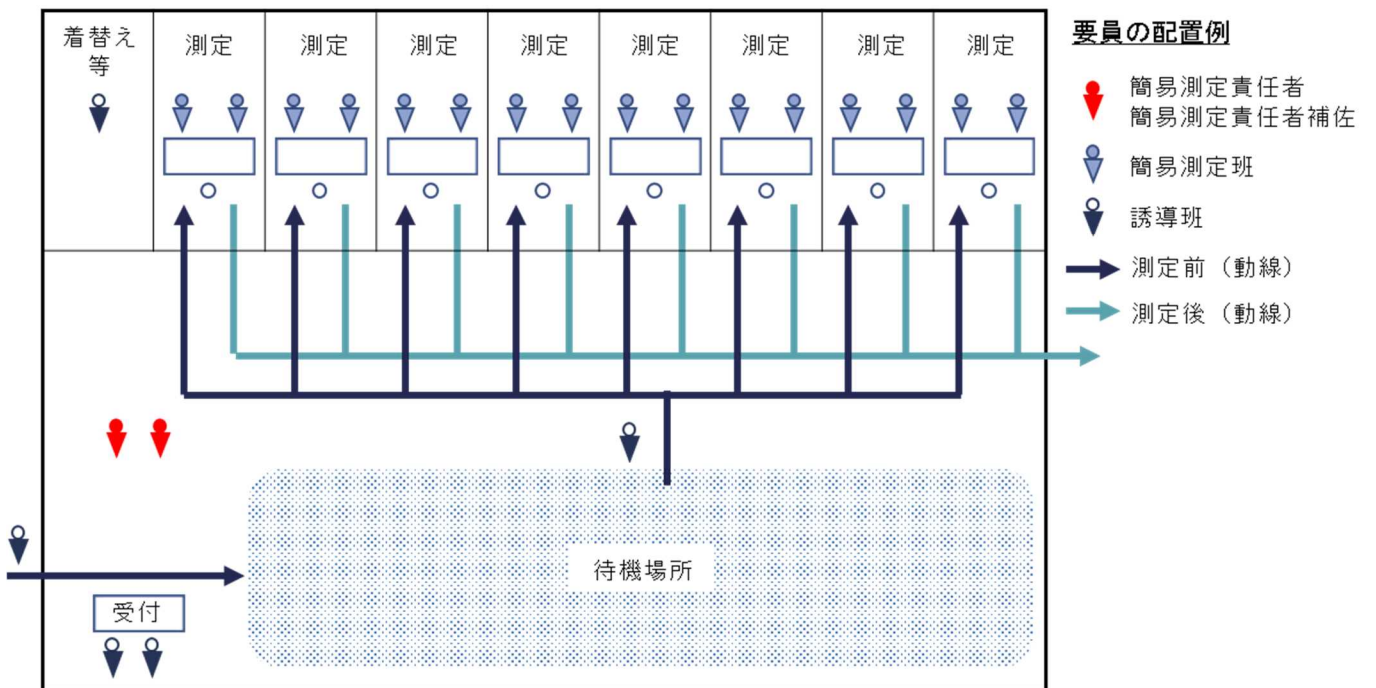 着替え
等
測定
測定
測定
測定
測定
測定
測定
測定
待機場所
受付
要員の配置例
簡易測定責任者
簡易測定責任者補佐
簡易測定班
誘導班
測定前（動線）
測定後（動線）